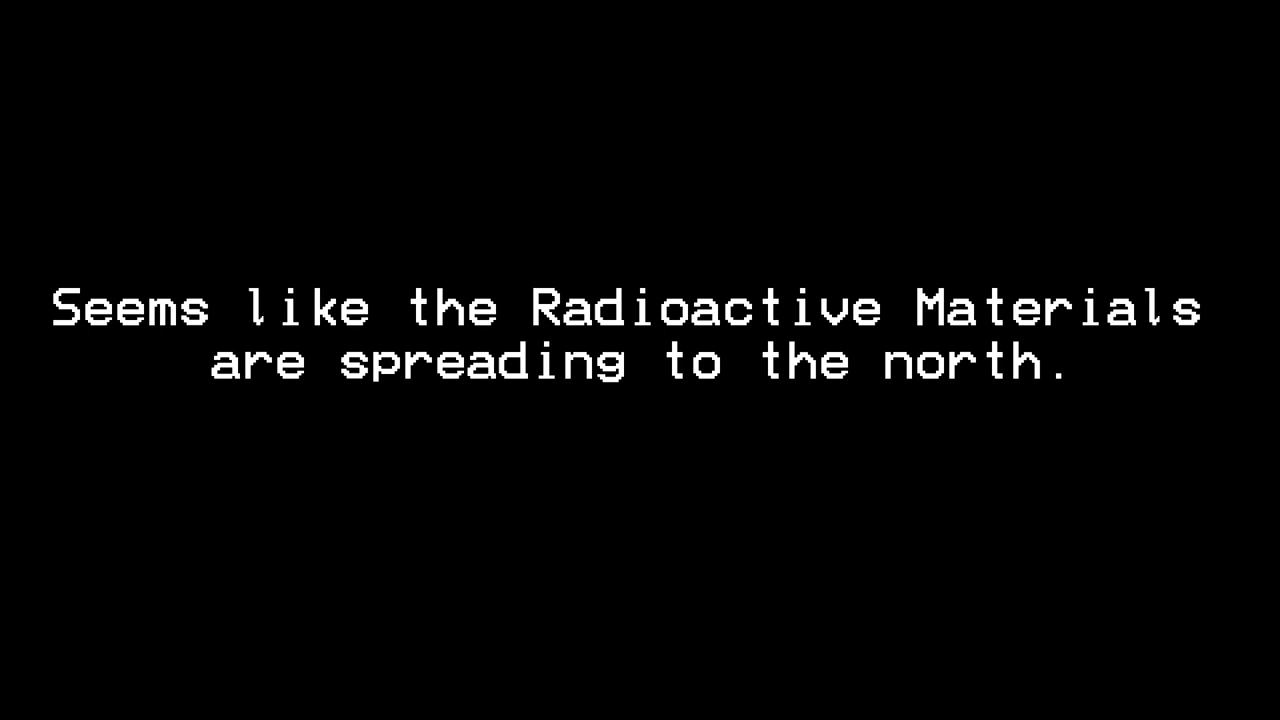 Seems like the Radioactive Materials
are spreading to the north.